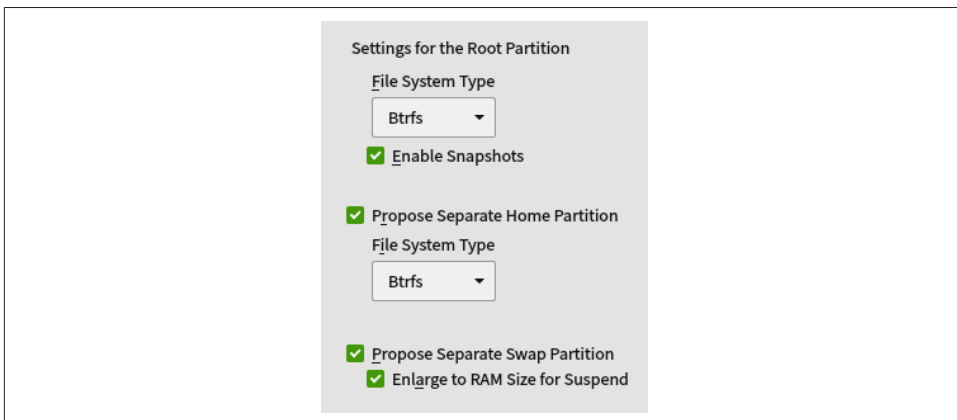 Settings for the Root Partition
File System Type
Btrfs
Enable Snapshots
Propose Separate Home Partition
File System Type
Btrfs
Propose Separate Swap Partition
Enlarge to RAM Size for Suspend